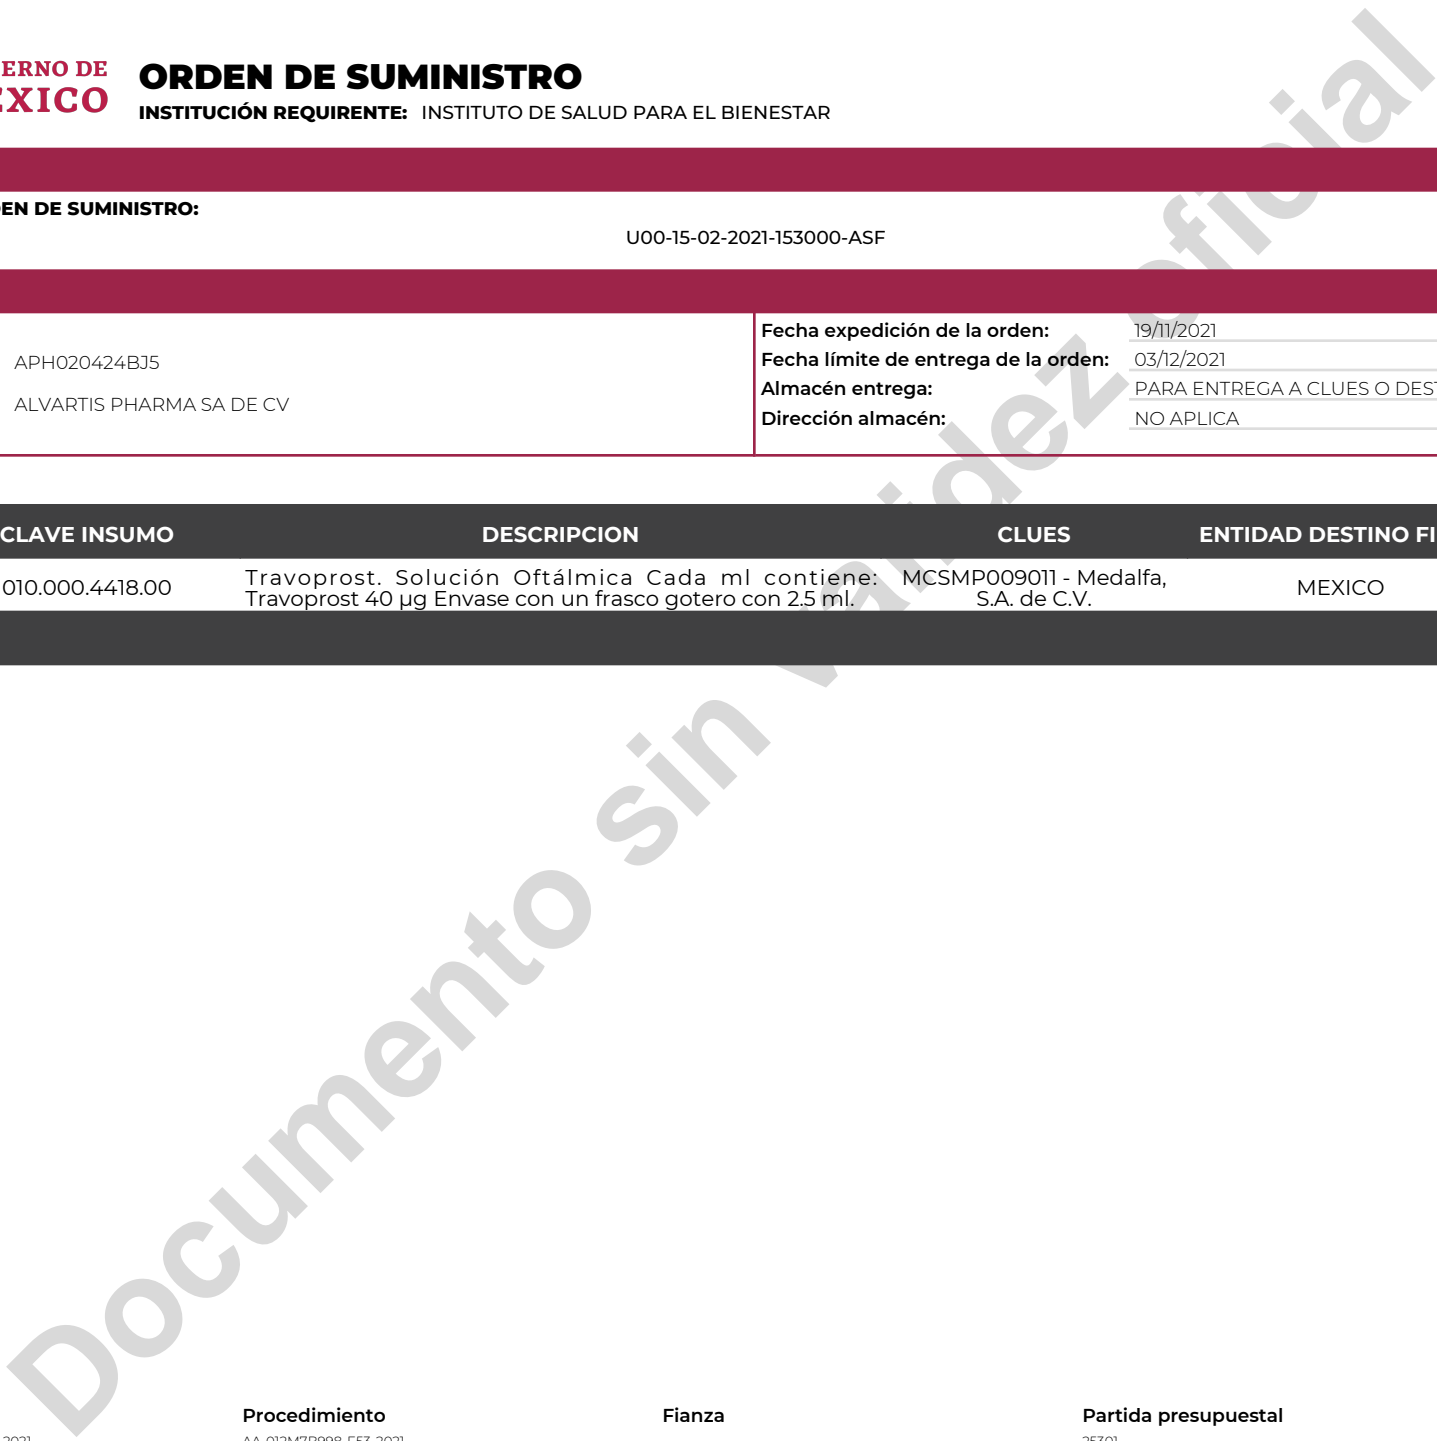 ERNO DE
EXICO
ORDEN DE SUMINISTRO
INSTITUCIÓN REQUIRENTE: INSTITUTO DE SALUD PARA EL BIENESTAR
EN DE SUMINISTRO:
U00-15-02-2021-153000-ASF
APH020424BJ5
ALVARTIS PHARMA SA DE CV
Fecha expedición de la orden: 19/11/2021
Fecha límite de entrega de la orden: 03/12/2021
Almacén entrega: PARA ENTREGA A CLUES O DEST
Dirección almacén: NO APLICA
CLAVE INSUMO DESCRIPCION CLUES ENTIDAD DESTINO FI
010.000.4418.00 Travoprost. Solución Oftálmica Cada ml contiene: MCSMP009011 - Medalfa, MEXICO
Travoprost 40 µg Envase con un frasco gotero con 2.5 ml. S.A. de C.V.
Documento sin validez oficial
Procedimiento Fianza Partida presupuestal